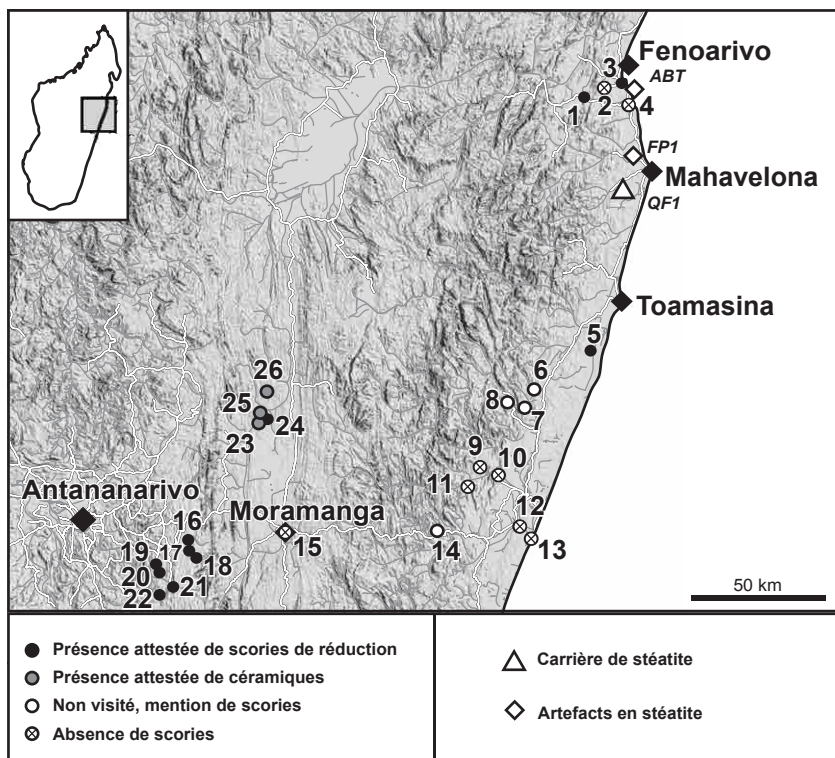 Fenoarivo
3
ABT
2
1
4
FP1
Mahavelona
QF1
Toamasina
5
26
6
8
7
25
24
23
9
10
11
Antananarivo
Moramanga
12
16
15
14
13
19
17
18
20
21
22
50 km
Présence attestée de scories de réduction
Présence attestée de céramiques
Non visité, mention de scories
Absence de scories
Carrière de stéatite
Artefacts en stéatite